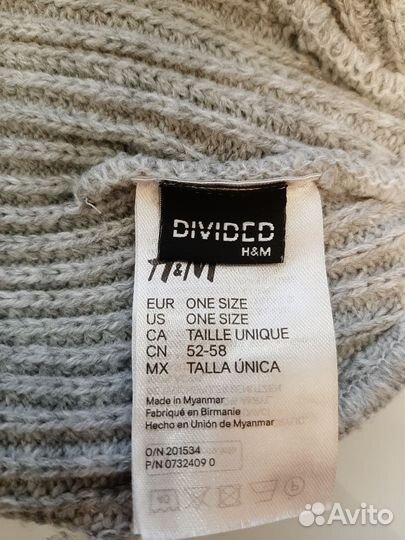 DIVIDED
H&M
H&M
EUR ONE SIZE
US ONE SIZE
CA TAILLE UNIQUE
CN 52-58
MX TALLA ÚNICA
Made in Myanmar
Fabriqué en Birmanie
Hecho en Unión de Myanmar
O/N 201534
P/N 0732409 0
Avito